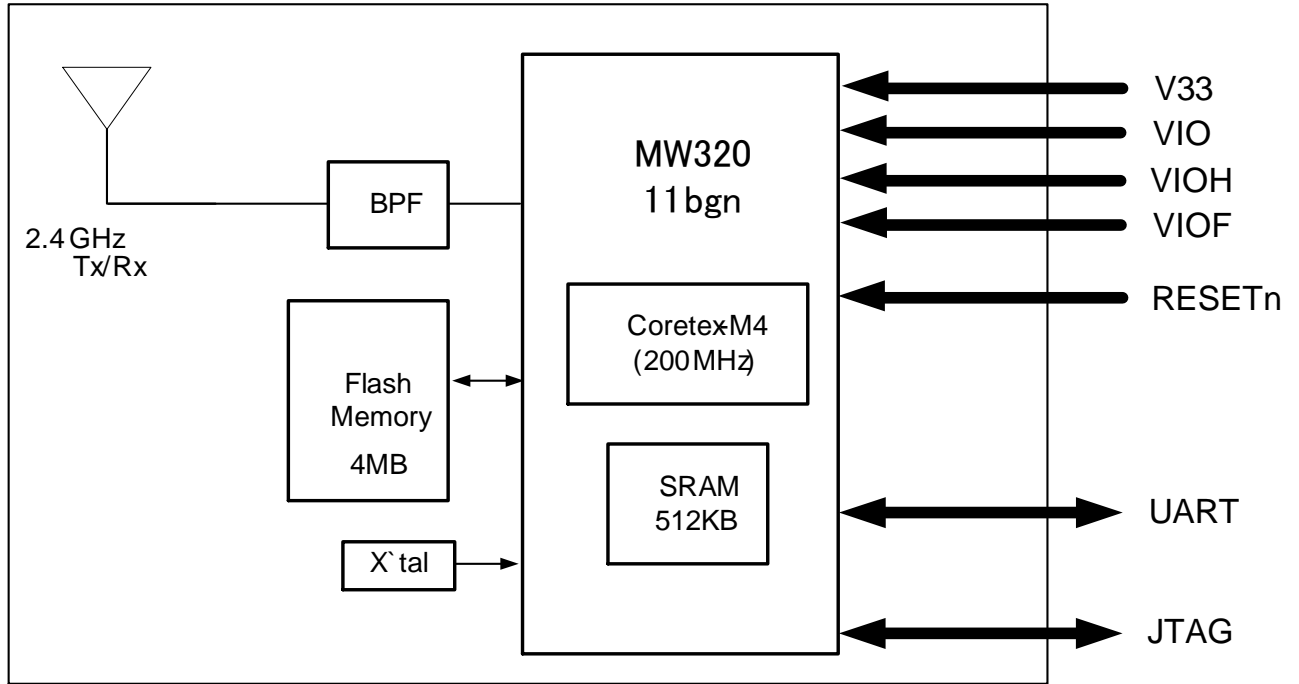 2.4 GHz
Tx/Rx
BPF
Flash
Memory
4MB
X`tal
MW320
11bgn
Coretex-M4
(200MHz)
SRAM
512KB
V33
VIO
VIOH
VIOF
RESETn
UART
JTAG